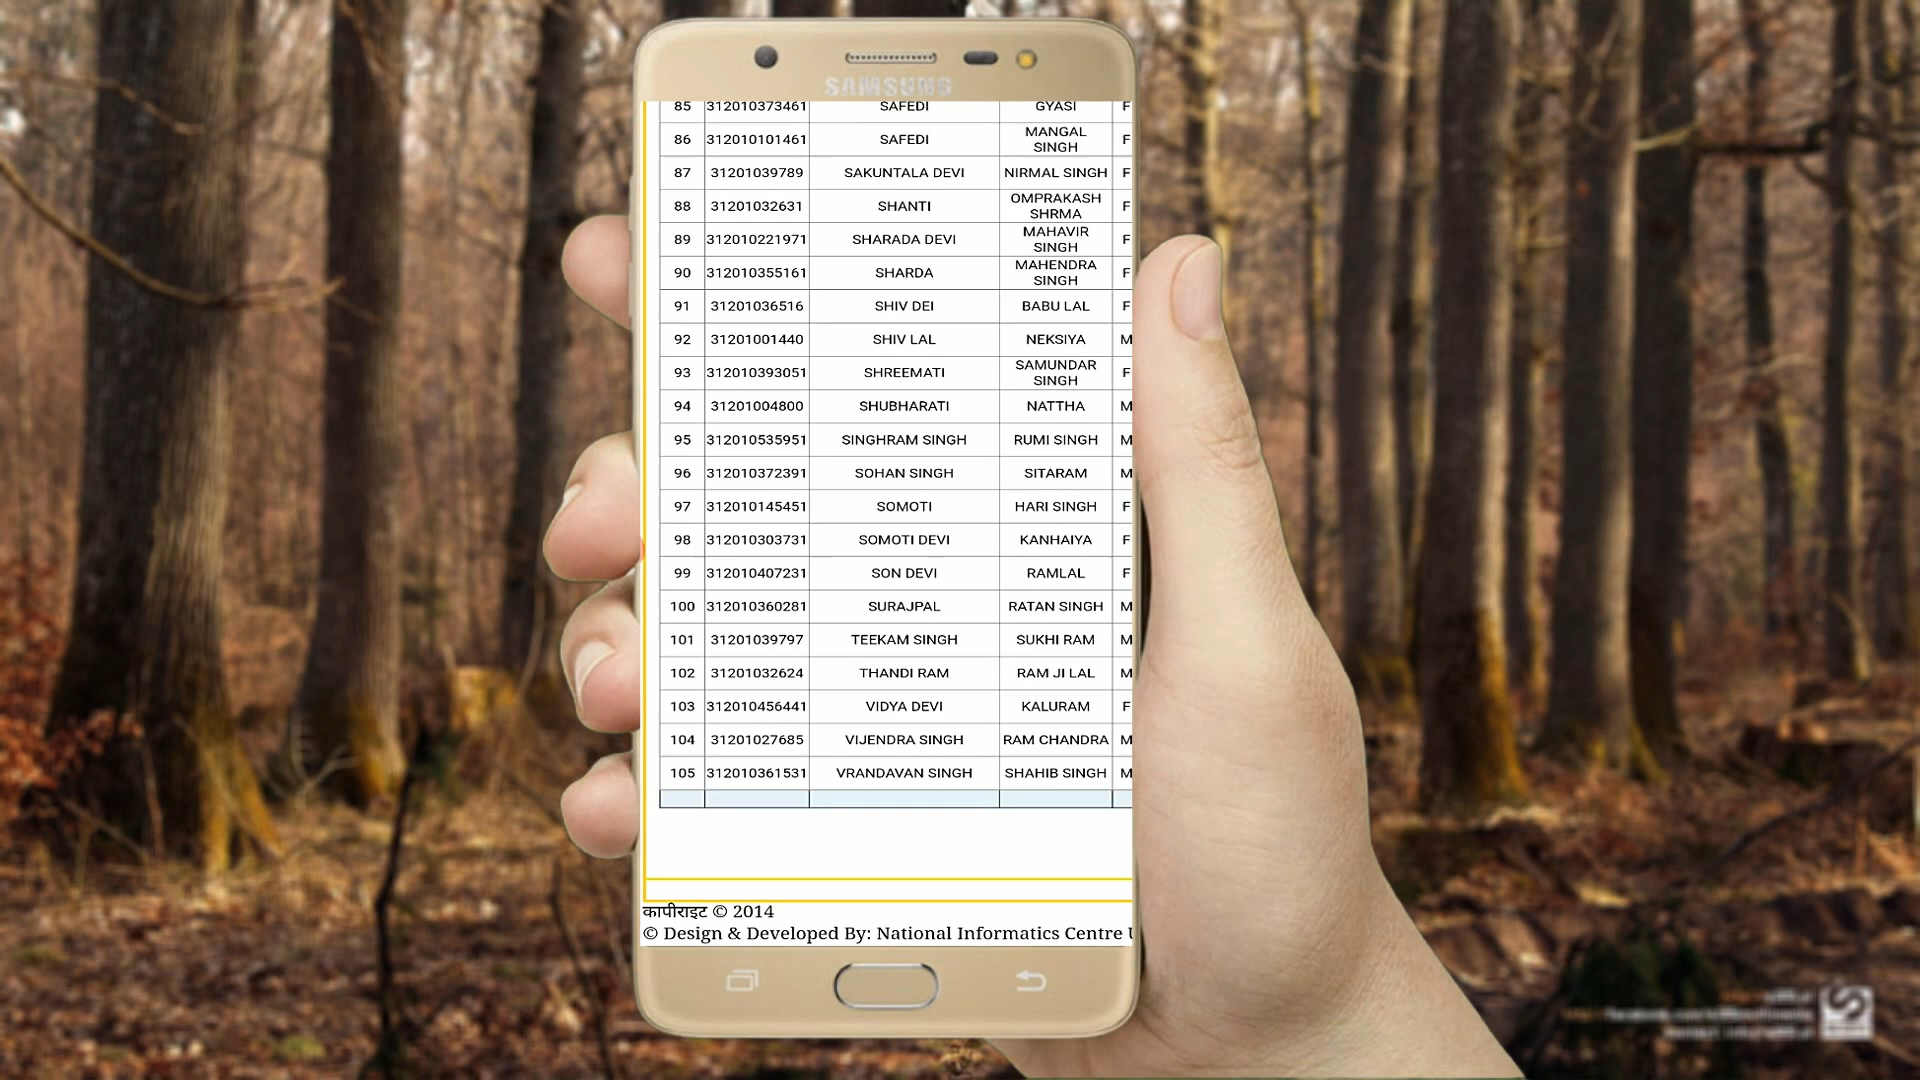 SAMSUNG
85 312010373461 SAFEDI GYASI F
86 312010101461 SAFEDI MANGAL SINGH F
87 31201039789 SAKUNTALA DEVI NIRMAL SINGH F
88 31201032631 SHANTI OMPRAKASH SHRMA F
89 312010221971 SHARADA DEVI MAHAVIR SINGH F
90 312010355161 SHARDA MAHENDRA SINGH F
91 31201036516 SHIV DEI BABU LAL F
92 31201001440 SHIV LAL NEKSIYA M
93 312010393051 SHREEMATI SAMUNDAR SINGH F
94 31201004800 SHUBHARATI NATTHA M
95 312010535951 SINGHRAM SINGH RUMI SINGH M
96 312010372391 SOHAN SINGH SITARAM M
97 312010145451 SOMOTI HARI SINGH F
98 312010303731 SOMOTI DEVI KANHAIYA F
99 312010407231 SON DEVI RAMLAL F
100 312010360281 SURAJPAL RATAN SINGH M
101 31201039797 TEEKAM SINGH SUKHI RAM M
102 31201032624 THANDI RAM RAM JI LAL M
103 312010456441 VIDYA DEVI KALURAM F
104 31201027685 VIJENDRA SINGH RAM CHANDRA M
105 312010361531 VRANDAVAN SINGH SHAHIB SINGH M
कापीराइट © 2014
© Design & Developed By: National Informatics Centre